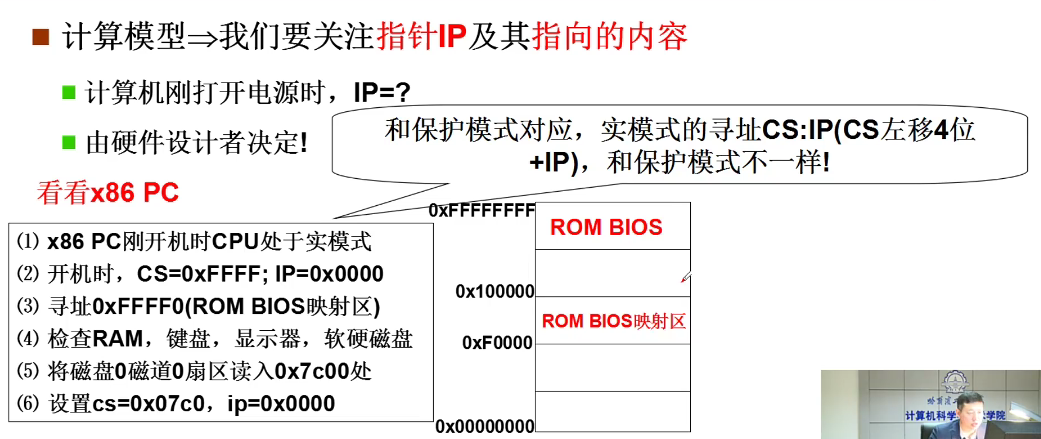 计算模型⇒我们要关注指针IP及其指向的内容
计算机刚打开电源时，IP=?
由硬件设计者决定!
和保护模式对应，实模式的寻址CS:IP(CS左移4位
+IP)，和保护模式不一样!
看看x86 PC
⑴ x86 PC刚开机时CPU处于实模式
⑵ 开机时，CS=0xFFFF; IP=0x0000
⑶ 寻址0xFFFF0(ROM BIOS映射区)
⑷ 检查RAM，键盘，显示器，软硬磁盘
⑸ 将磁盘0磁道0扇区读入0x7c00处
⑹ 设置cs=0x07c0，ip=0x0000
0xFFFFFFFF
ROM BIOS
0x100000
ROM BIOS映射区
0xF0000
0x00000000
计算机科学 学院